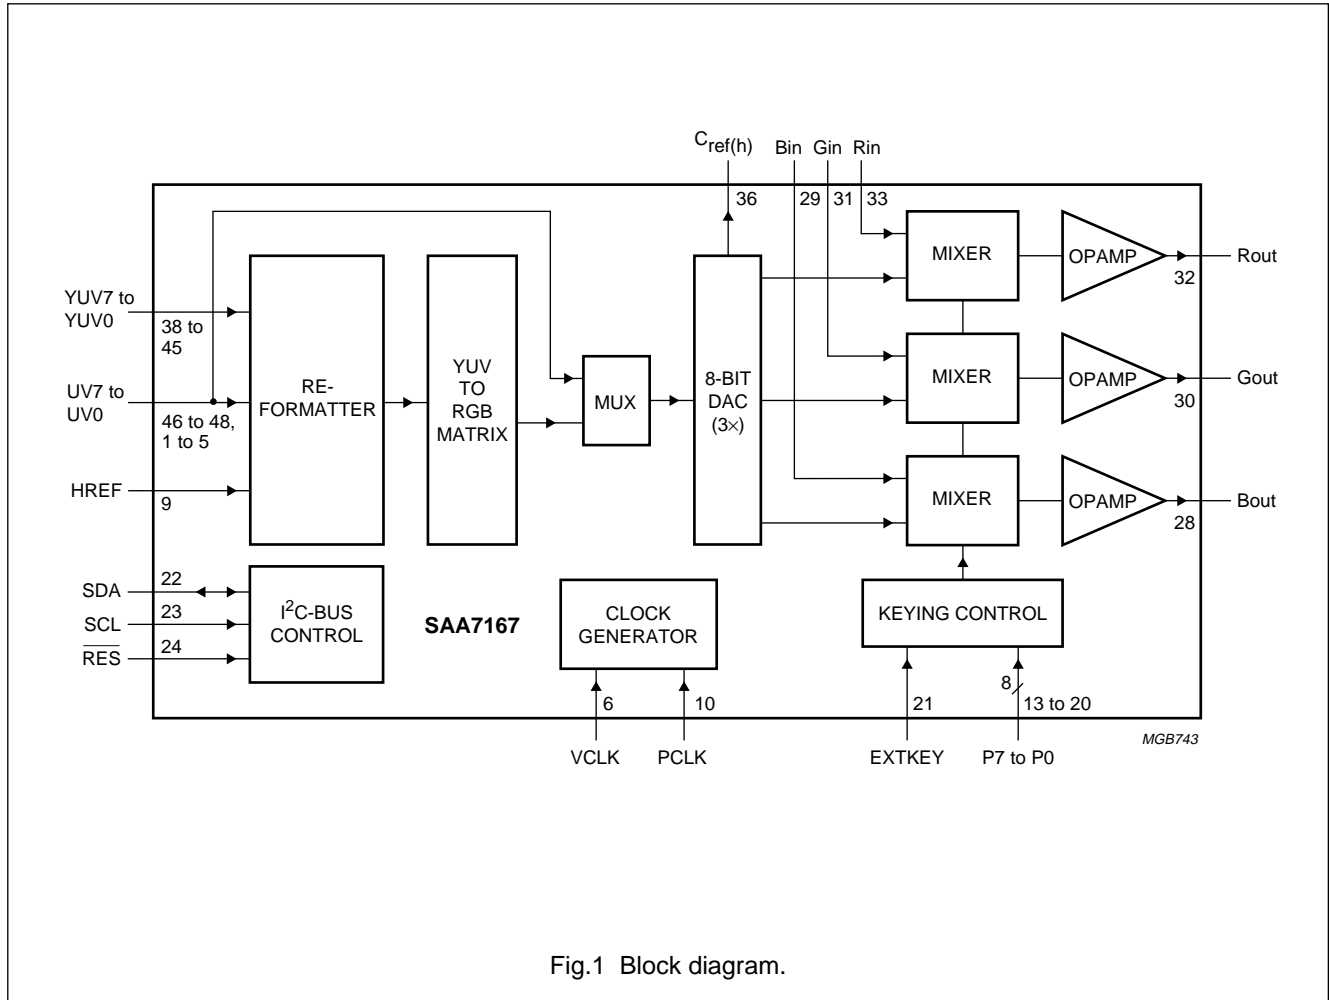 C_ref(h) Bin Gin Rin
36 29 31 33
MIXER OPAMP Rout
32
YUV7 to
YUV0
38 to
45
RE-
FORMATTER
YUV
TO
RGB
MATRIX
MUX
8-BIT
DAC
(3×)
MIXER OPAMP Gout
30
UV7 to
UV0
46 to 48,
1 to 5
HREF
9
MIXER OPAMP Bout
28
SDA 22
SCL 23
RES 24
I²C-BUS
CONTROL
SAA7167
CLOCK
GENERATOR
KEYING CONTROL
6 10 21 8 13 to 20
VCLK PCLK EXTKEY P7 to P0
MGB743
Fig.1 Block diagram.